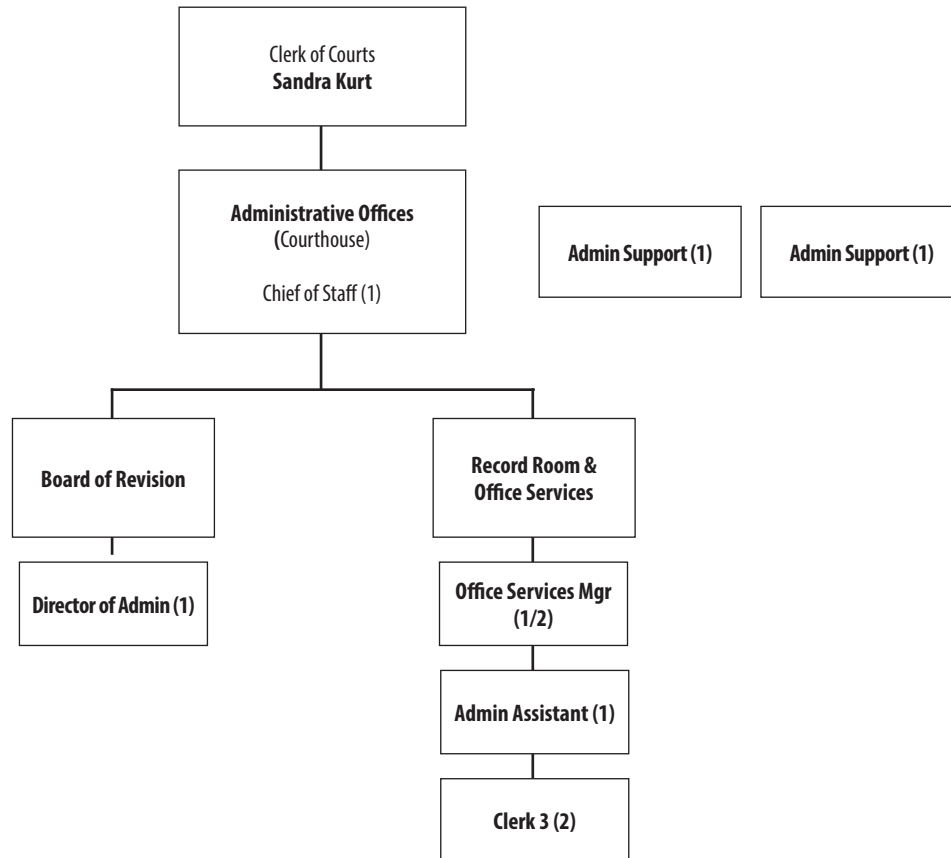 Clerk of Courts
Sandra Kurt
Administrative Offices
(Courthouse)
Chief of Staff (1)
Admin Support (1)
Admin Support (1)
Board of Revision
Director of Admin (1)
Record Room &
Office Services
Office Services Mgr
(1/2)
Admin Assistant (1)
Clerk 3 (2)